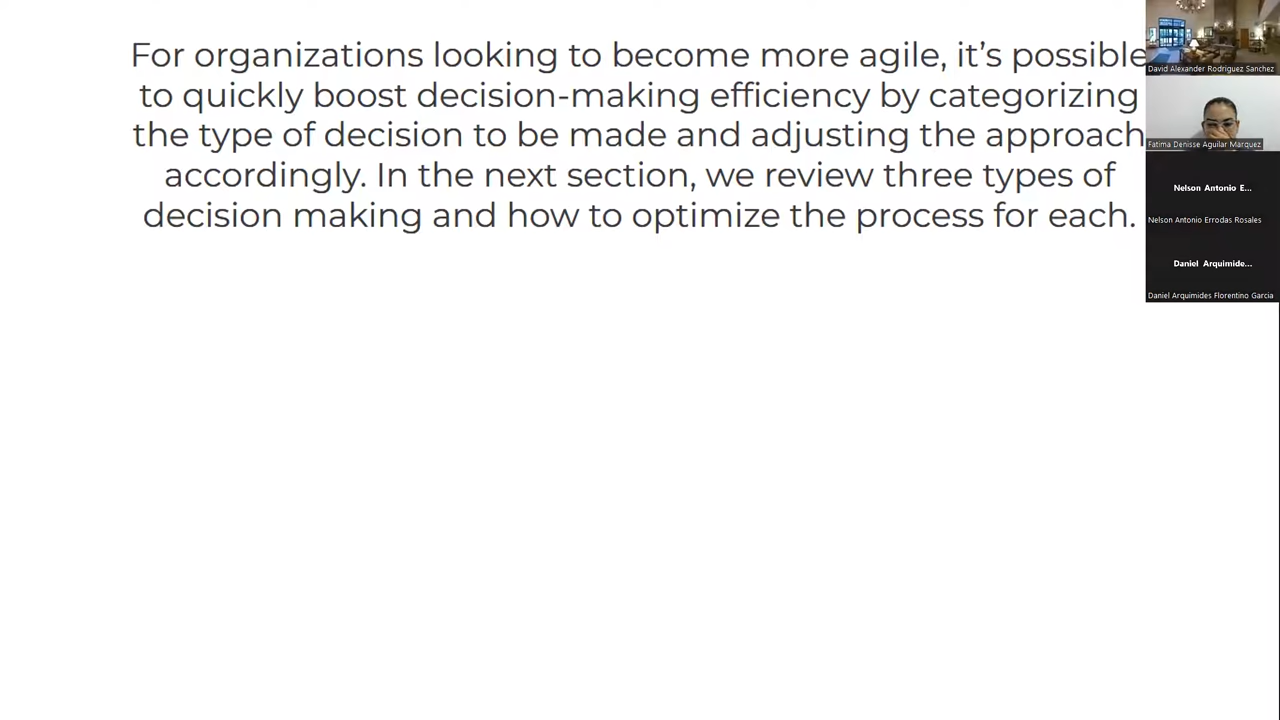 For organizations looking to become more agile, it's possible
to quickly boost decision-making efficiency by categorizing
the type of decision to be made and adjusting the approach
accordingly. In the next section, we review three types of
decision making and how to optimize the process for each.
David Alexander Rodriguez Sanchez
Fatima Denisse Aguilar Marquez
Nelson Antonio E...
Nelson Antonio Errodas Rosales
Daniel Arquimide...
Daniel Arquimides Florentino Garcia